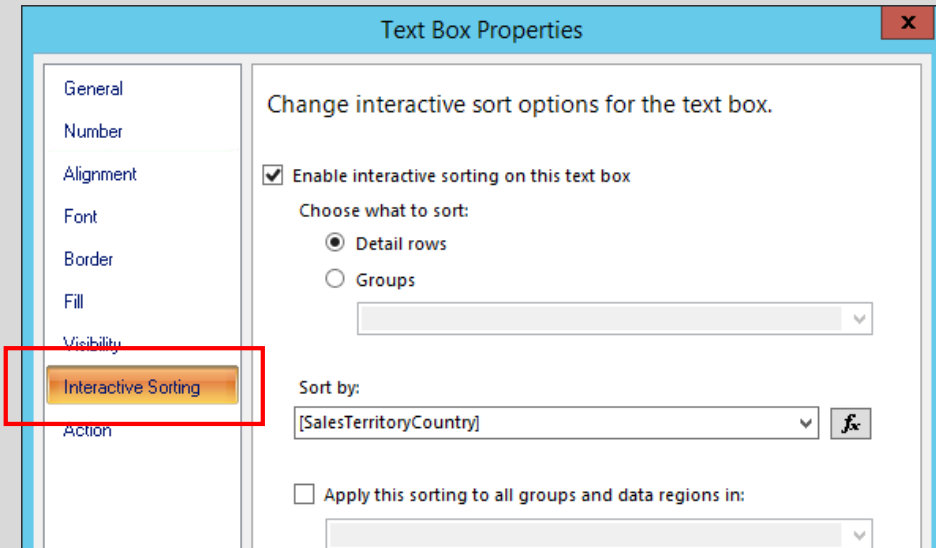 Text Box Properties
x
General
Number
Alignment
Font
Border
Fill
Visibility
Interactive Sorting
Action
Change interactive sort options for the text box.
Enable interactive sorting on this text box
Choose what to sort:
Detail rows
Groups
Sort by:
[SalesTerritoryCountry]
fx
Apply this sorting to all groups and data regions in: